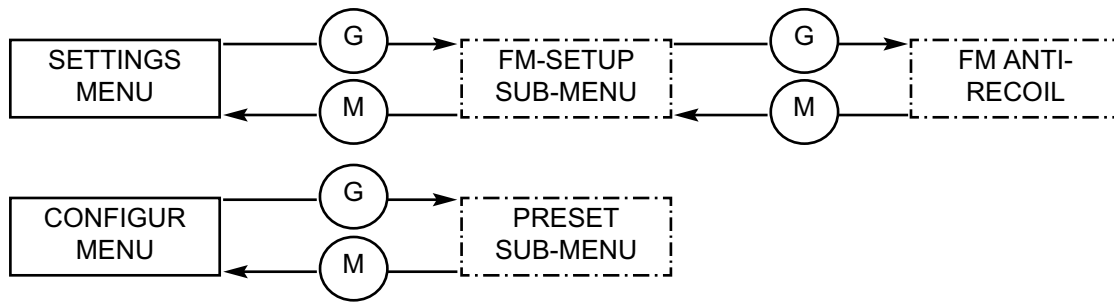 G
G
SETTINGS
MENU
FM-SETUP
SUB-MENU
FM ANTI-
RECOIL
M
M
G
CONFIGUR
MENU
PRESET
SUB-MENU
M